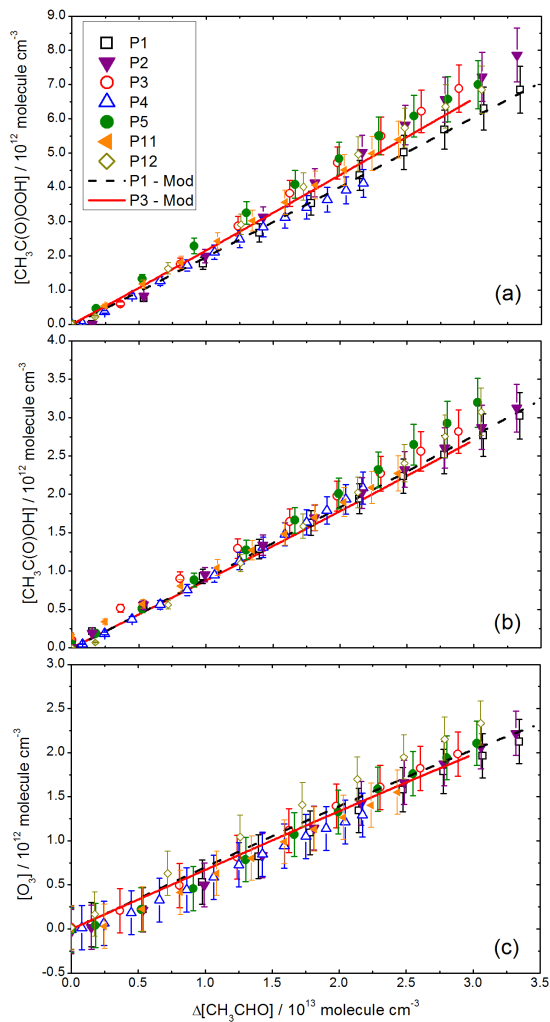 9.0
8.0
7.0
6.0
5.0
4.0
3.0
2.0
1.0
0.0
[CH3C(O)OOH] / 10^12 molecule cm^-3
P1
P2
P3
P4
P5
P11
P12
P1 - Mod
P3 - Mod
(a)
4.0
3.5
3.0
2.5
2.0
1.5
1.0
0.5
0.0
[CH3C(O)OH] / 10^12 molecule cm^-3
(b)
3.0
2.5
2.0
1.5
1.0
0.5
0.0
-0.5
[O3] / 10^12 molecule cm^-3
(c)
0.0 0.5 1.0 1.5 2.0 2.5 3.0 3.5
Δ[CH3CHO] / 10^13 molecule cm^-3